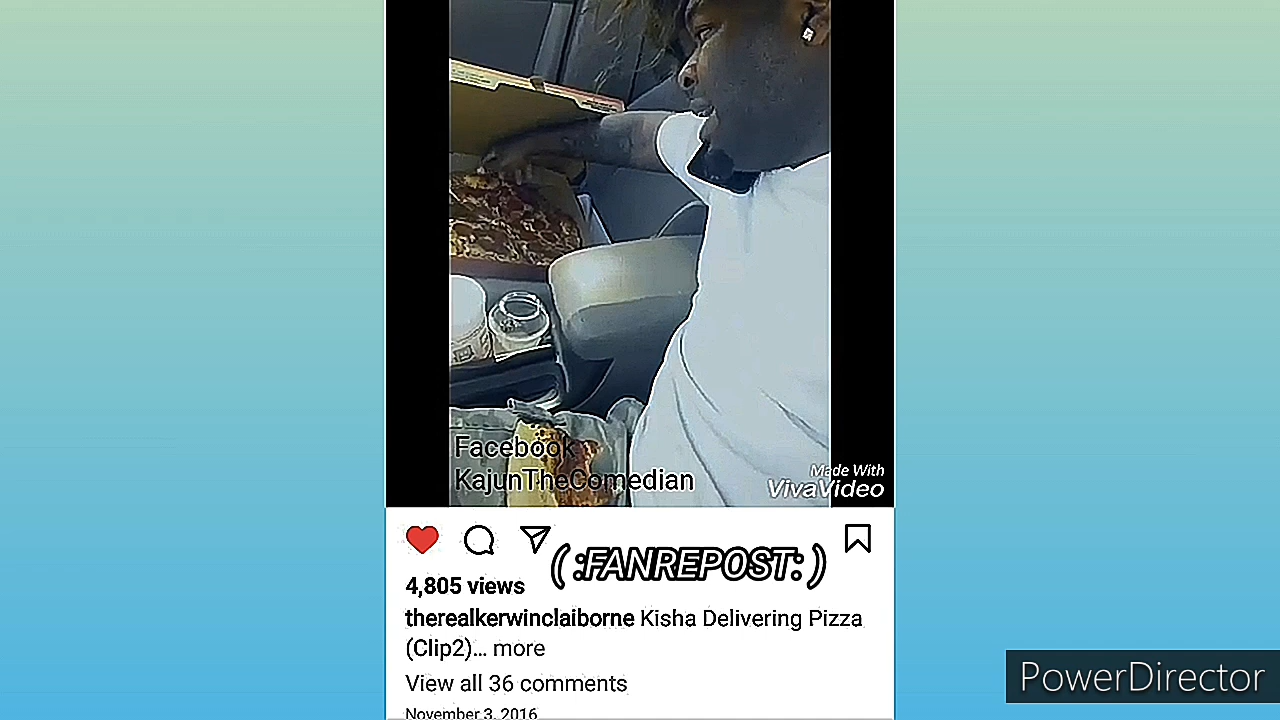 Facebook
KajunTheComedian
Made With
VivaVideo
(:FANREPOST:)
4,805 views
therealkerwinclaiborne Kisha Delivering Pizza
(Clip2)... more
View all 36 comments
November 3, 2016
PowerDirector